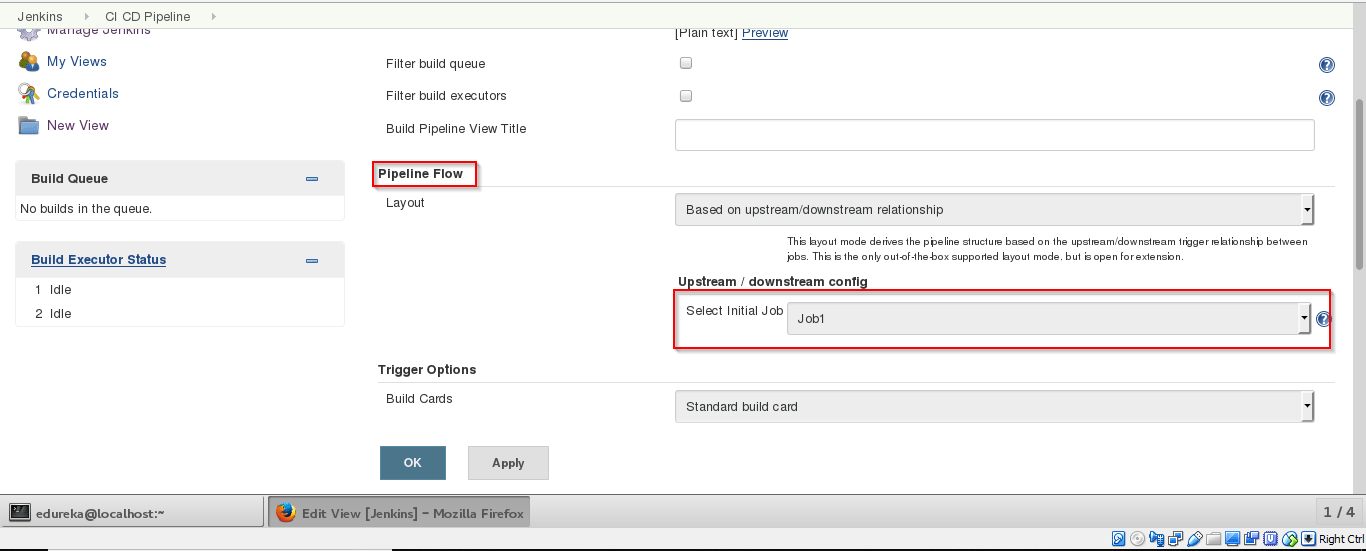 Jenkins CI CD Pipeline
Manage Jenkins
[Plain text] Preview
My Views
Credentials
New View
Build Queue
No builds in the queue.
Build Executor Status
1 Idle
2 Idle
Filter build queue
Filter build executors
Build Pipeline View Title
Pipeline Flow
Layout
Based on upstream/downstream relationship
This layout mode derives the pipeline structure based on the upstream/downstream trigger relationship between
jobs. This is the only out-of-the-box supported layout mode, but is open for extension.
Upstream / downstream config
Select Initial Job
Job1
Trigger Options
Build Cards
Standard build card
OK
Apply
edureka@localhost:~
Edit View [Jenkins] – Mozilla Firefox
1 / 4
Right Ctrl